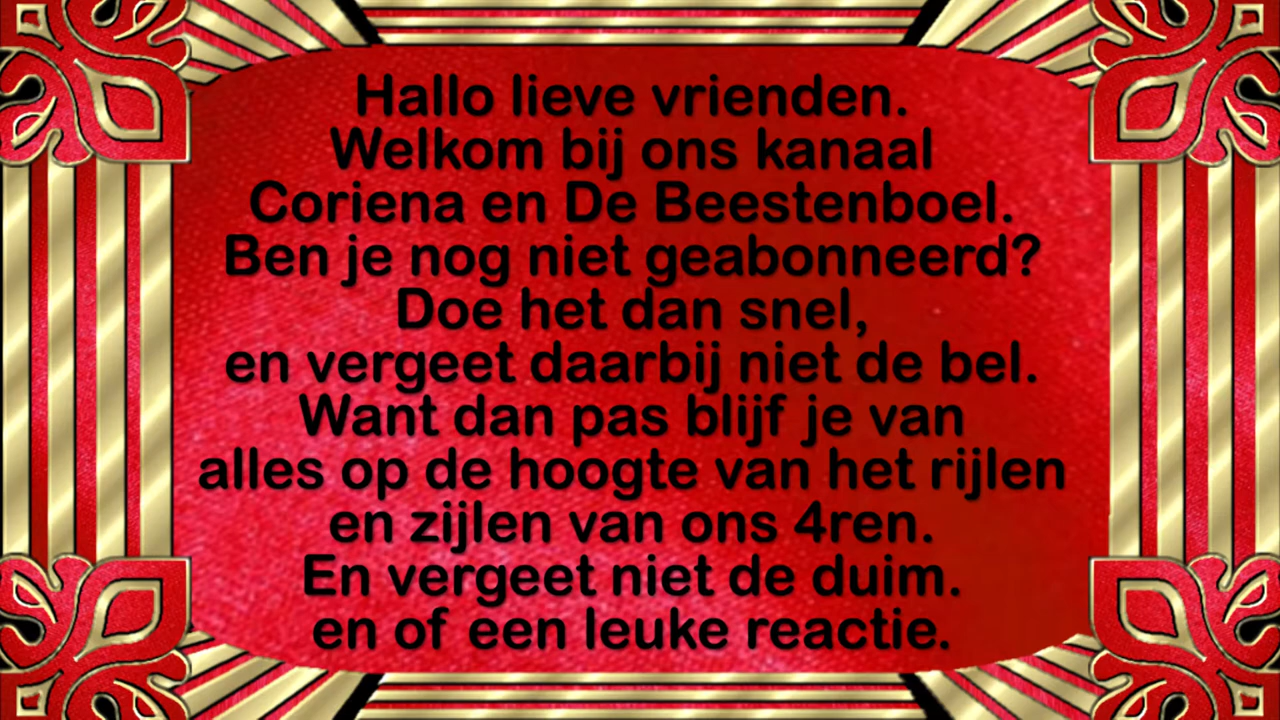 Hallo lieve vrienden.
Welkom bij ons kanaal
Coriena en De Beestenboel.
Ben je nog niet geabonneerd?
Doe het dan snel,
en vergeet daarbij niet de bel.
Want dan pas blijf je van
alles op de hoogte van het rijlen
en zijlen van ons 4ren.
En vergeet niet de duim.
en of een leuke reactie.